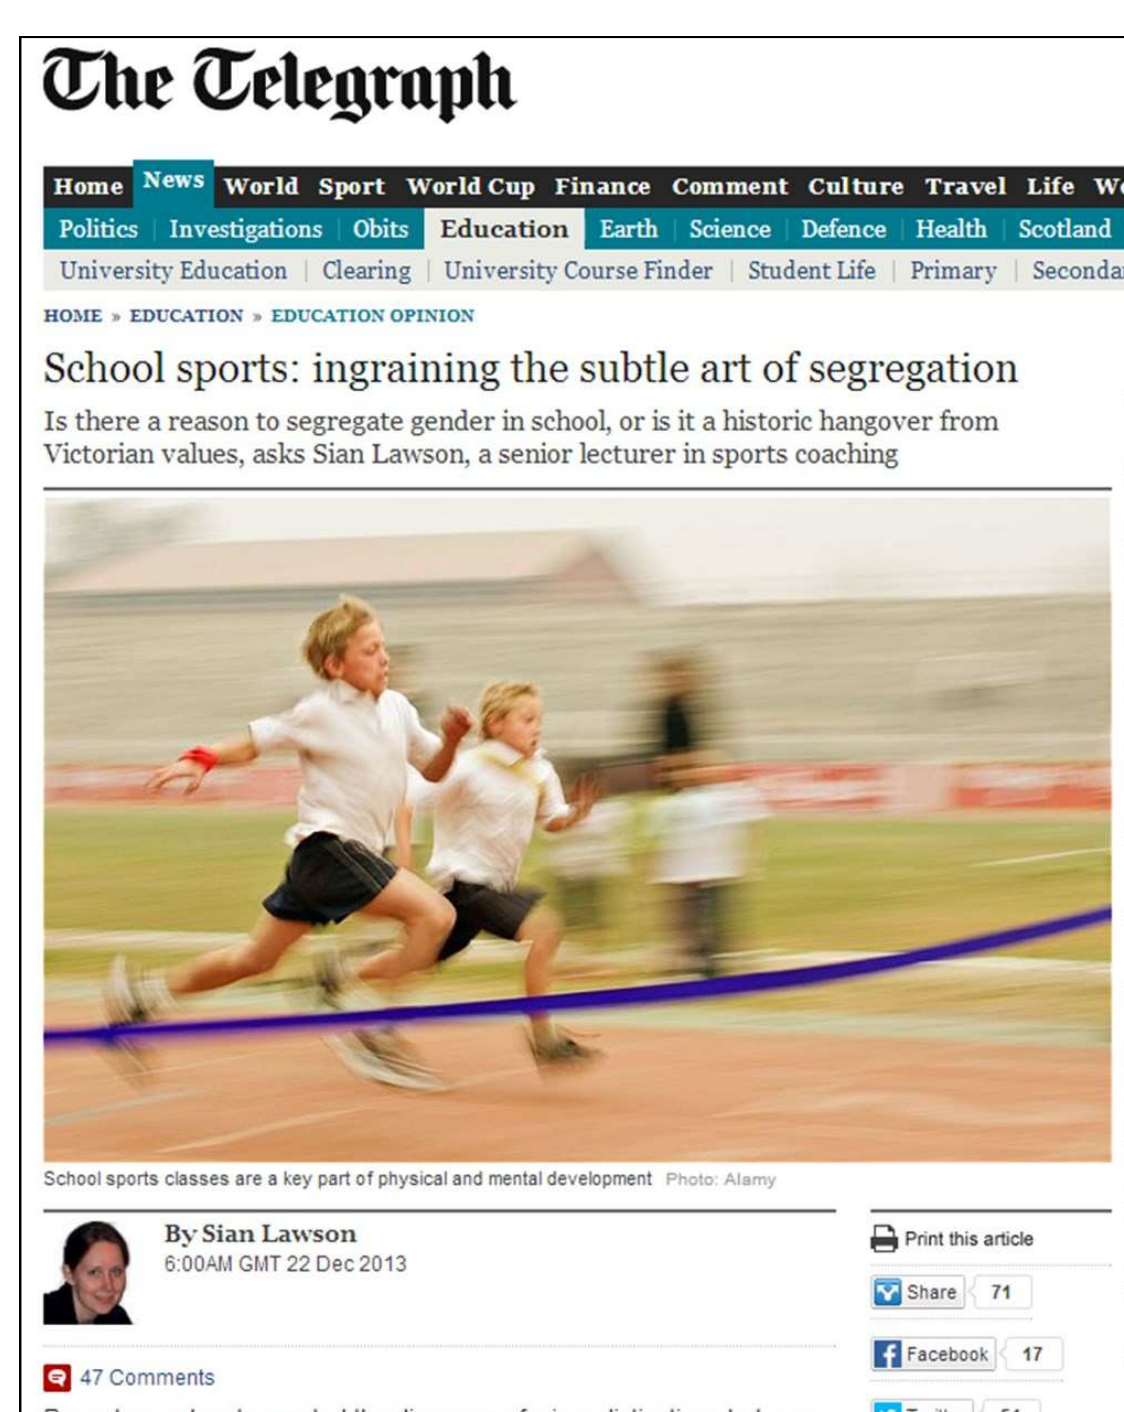 The Telegraph
Home News World Sport World Cup Finance Comment Culture Travel Life
Politics Investigations Obits Education Earth Science Defence Health Scotland
University Education Clearing University Course Finder Student Life Primary
HOME » EDUCATION » EDUCATION OPINION
School sports: ingraining the subtle art of segregation
Is there a reason to segregate gender in school, or is it a historic hangover from
Victorian values, asks Sian Lawson, a senior lecturer in sports coaching
School sports classes are a key part of physical and mental development Photo: Alamy
By Sian Lawson
6:00AM GMT 22 Dec 2013
Print this article
Share 71
Facebook 17
47 Comments